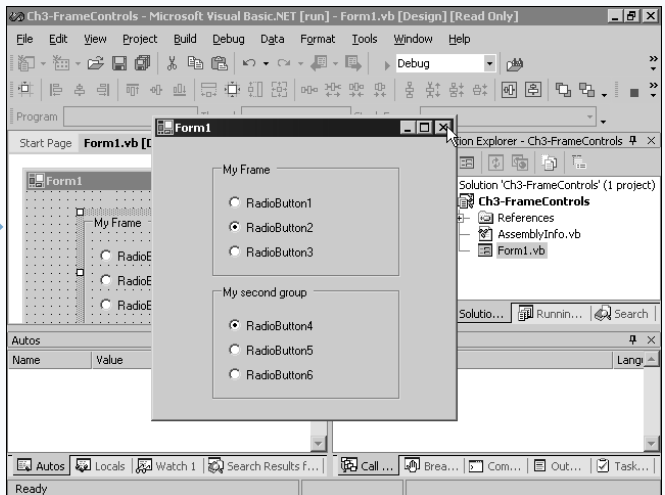 Ch3-FrameControls - Microsoft Visual Basic.NET [run] - Form1.vb [Design] [Read Only]
File Edit View Project Build Debug Data Format Tools Window Help
Debug
Program
Start Page Form1.vb [D
Form1
My Frame
RadioB
RadioB
RadioB
Form1
My Frame
RadioButton1
RadioButton2
RadioButton3
My second group
RadioButton4
RadioButton5
RadioButton6
tion Explorer - Ch3-FrameControls
Solution 'Ch3-FrameControls' (1 project)
Ch3-FrameControls
References
AssemblyInfo.vb
Form1.vb
Solutio... Runnin... Search
Autos
Name Value
Langu
Autos Locals Watch 1 Search Results f...
Call ... Brea... Com... Out... Task...
Ready